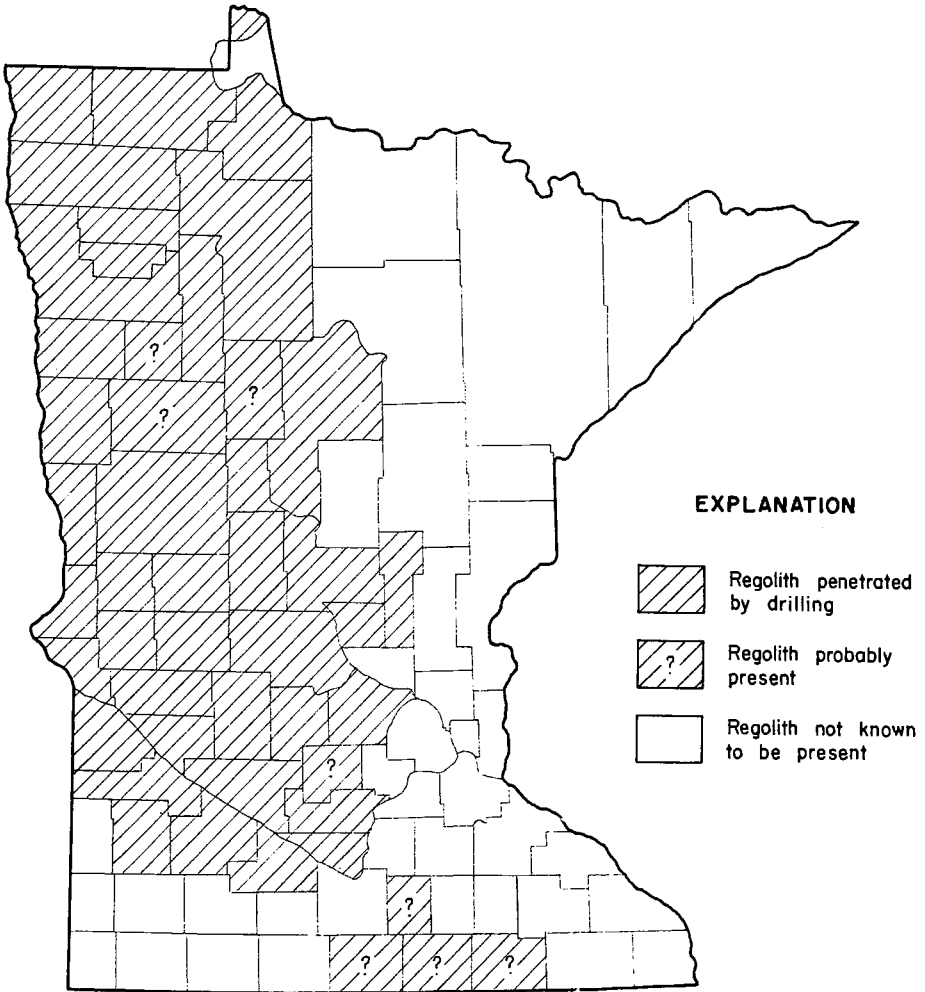 ?
?
?
EXPLANATION
Regolith penetrated
by drilling
?
Regolith probably
present
Regolith not known
to be present
?
?
?
?
?